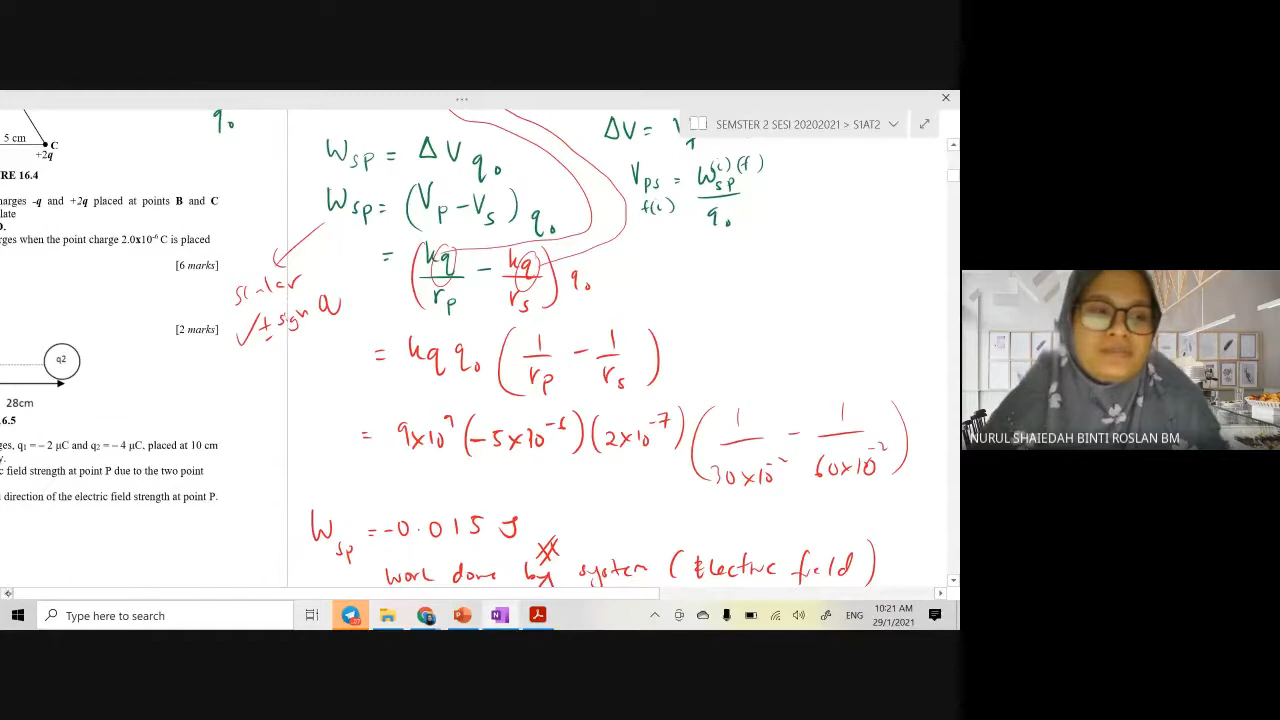 5 cm
C
+2q
RE 16.4
harges -q and +2q placed at points B and C
late
rges when the point charge 2.0x10⁻⁶ C is placed
[6 marks]
[2 marks]
q2
28cm
6.5
ges, q₁ = – 2 μC and q₂ = – 4 μC, placed at 10 cm
y.
c field strength at point P due to the two point
direction of the electric field strength at point P.
q₀
SEMSTER 2 SESI 20202021 > S1AT2
ΔV =
W_sp = ΔV q₀
V_ps = W_sp / q₀
f(i)
(i) (f)
W_sp = (V_p - V_s) q₀
= (kq/r_p - kq/r_s) q₀
scalar
✓ ± sign Q
= kq q₀ (1/r_p - 1/r_s)
= 9x10⁹ (-5x10⁻⁶) (2x10⁻⁷) (1/30x10⁻² - 1/60x10⁻²)
W_sp = -0.015 J
work done by system (Electric field)
NURUL SHAIEDAH BINTI ROSLAN BM
Type here to search
ENG
10:21 AM
29/1/2021